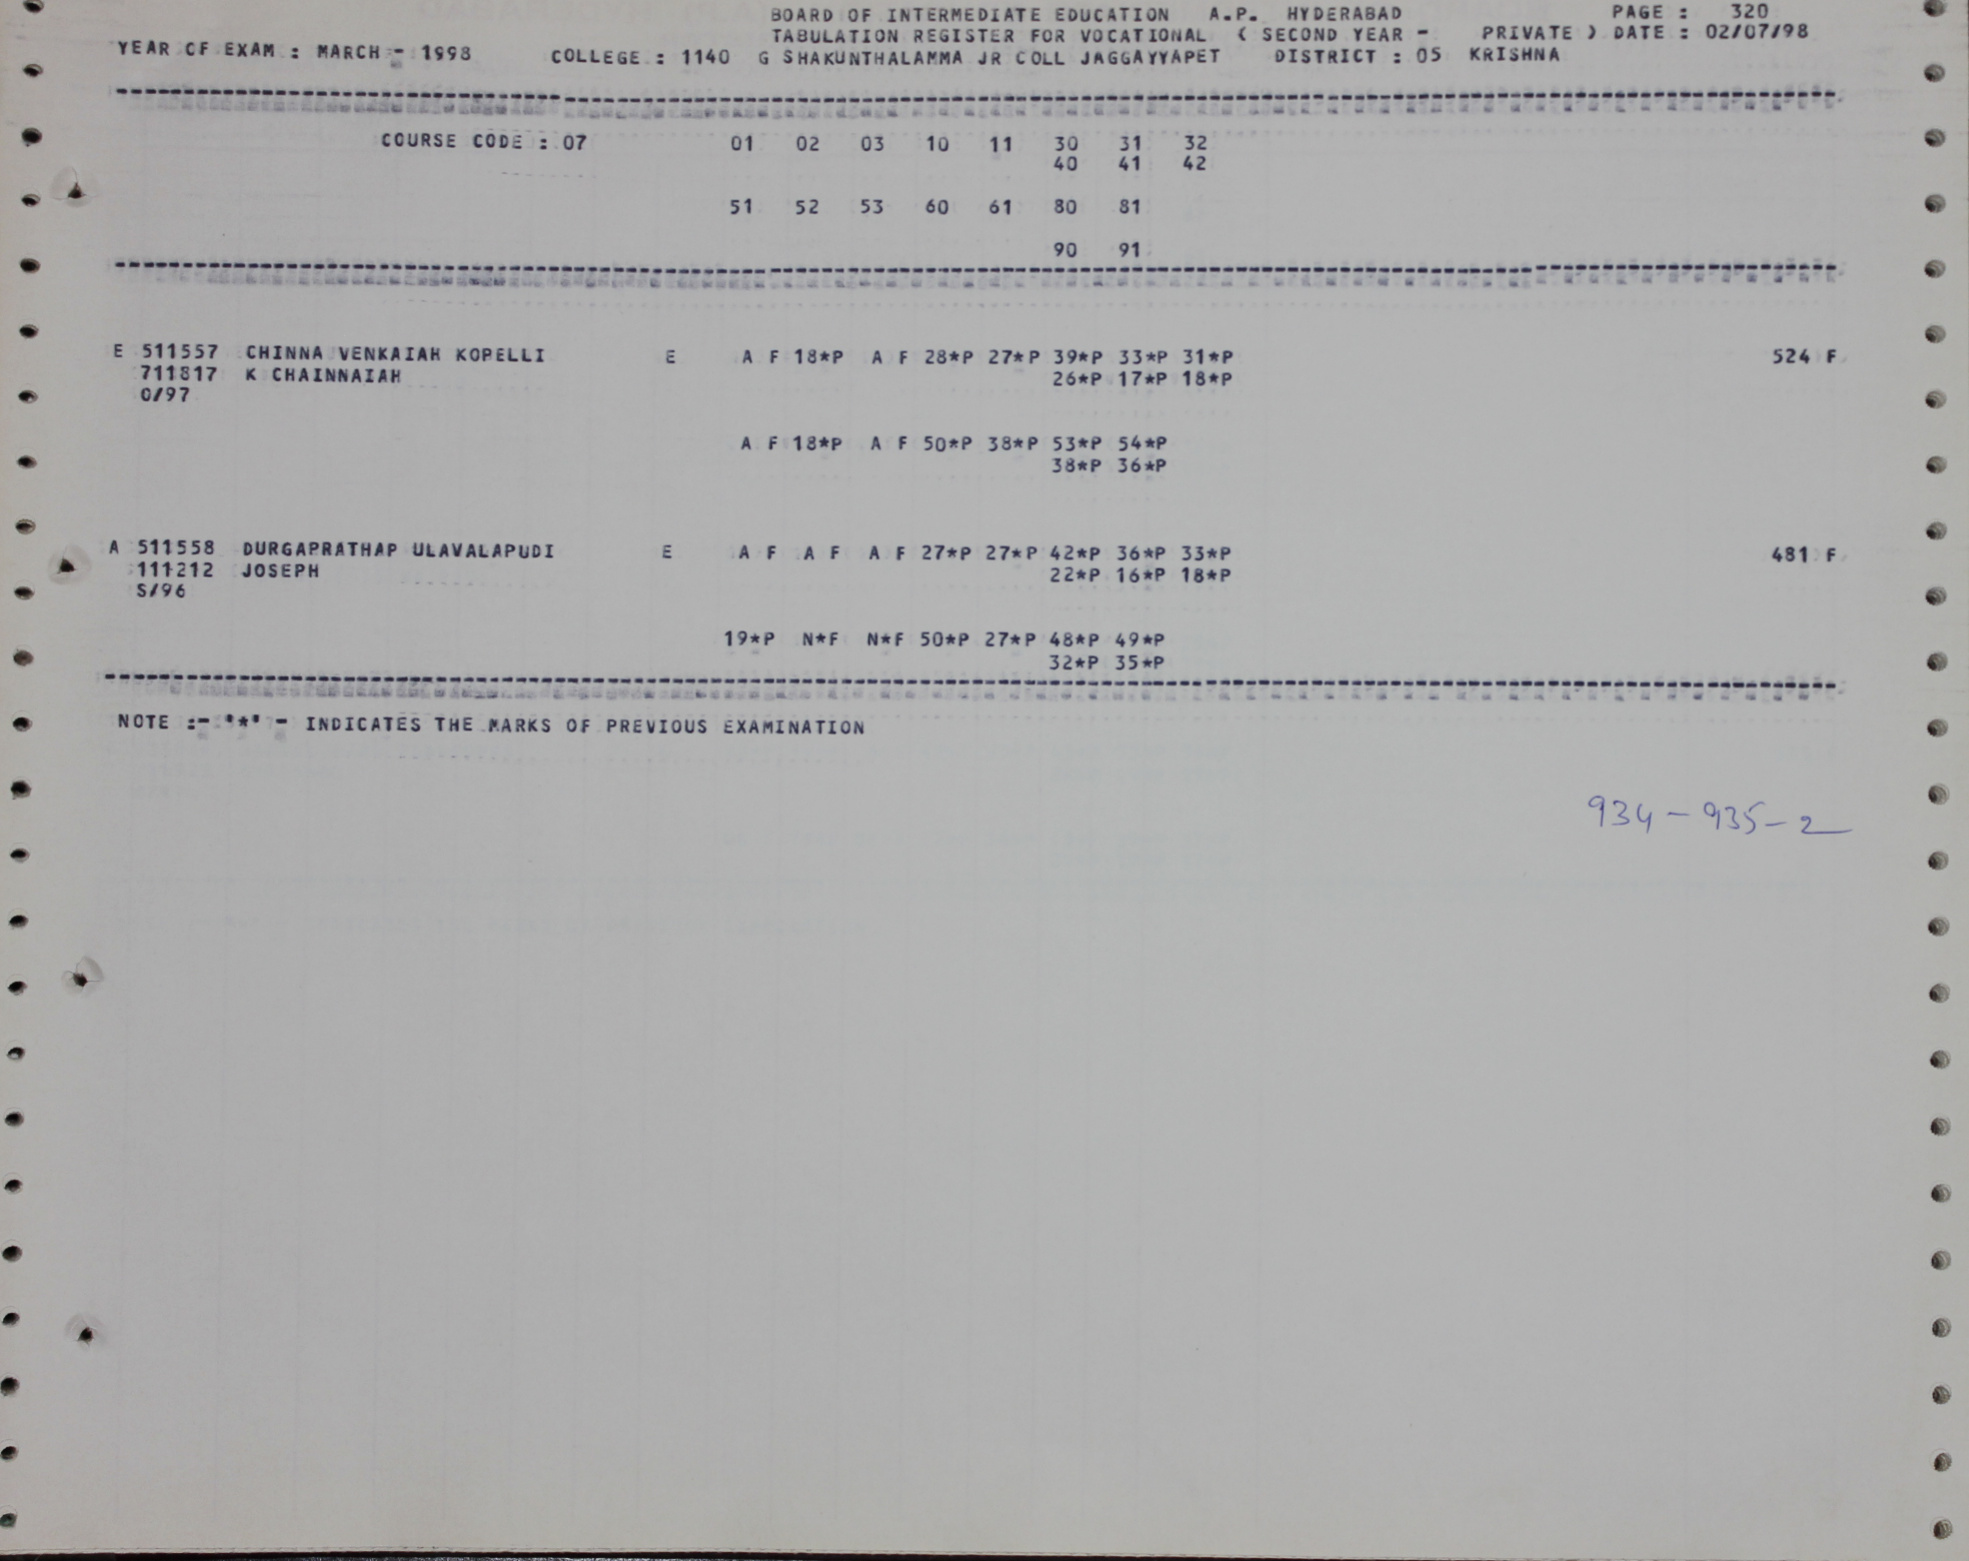 BOARD OF INTERMEDIATE EDUCATION A.P. HYDERABAD PAGE : 320
TABULATION REGISTER FOR VOCATIONAL ( SECOND YEAR - PRIVATE ) DATE : 02/07/98
YEAR OF EXAM : MARCH - 1998 COLLEGE : 1140 G SHAKUNTHALAMMA JR COLL JAGGAYYAPET DISTRICT : 05 KRISHNA
COURSE CODE : 07 01 02 03 10 11 30 31 32
40 41 42
51 52 53 60 61 80 81
90 91
E 511557 CHINNA VENKAIAH KOPELLI E A F 18*P A F 28*P 27*P 39*P 33*P 31*P 524 F
711817 K CHAINNAIAH 26*P 17*P 18*P
O/97
A F 18*P A F 50*P 38*P 53*P 54*P
38*P 36*P
A 511558 DURGAPRATHAP ULAVALAPUDI E A F A F A F 27*P 27*P 42*P 36*P 33*P 481 F
111212 JOSEPH 22*P 16*P 18*P
S/96
19*P N*F N*F 50*P 27*P 48*P 49*P
32*P 35*P
NOTE :- '*' - INDICATES THE MARKS OF PREVIOUS EXAMINATION
934 - 935 - 2